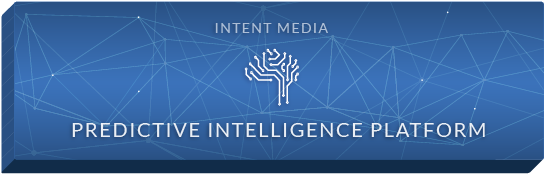 INTENT MEDIA
PREDICTIVE INTELLIGENCE PLATFORM